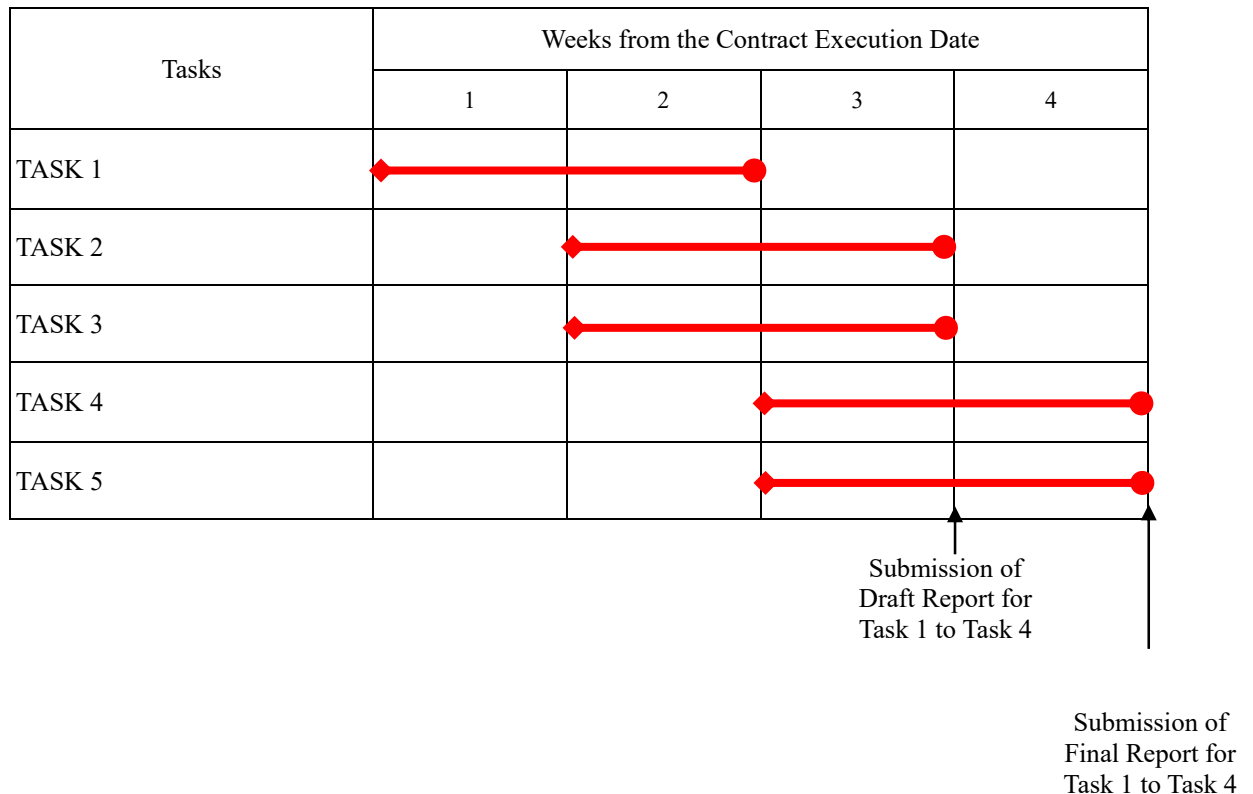 Tasks
Weeks from the Contract Execution Date
1
2
3
4
TASK 1
TASK 2
TASK 3
TASK 4
TASK 5
Submission of
Draft Report for
Task 1 to Task 4
Submission of
Final Report for
Task 1 to Task 4